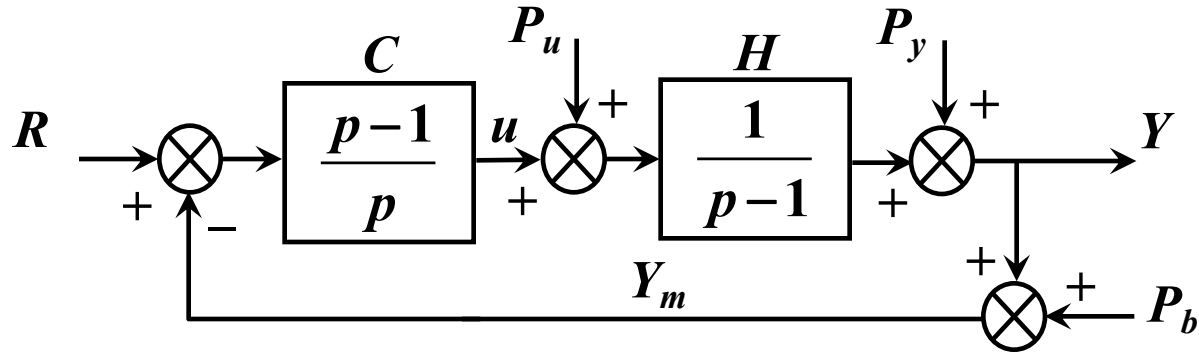 C P_u H P_y
R + − p−1 / p u + + 1 / p−1 + + Y
Y_m + + P_b